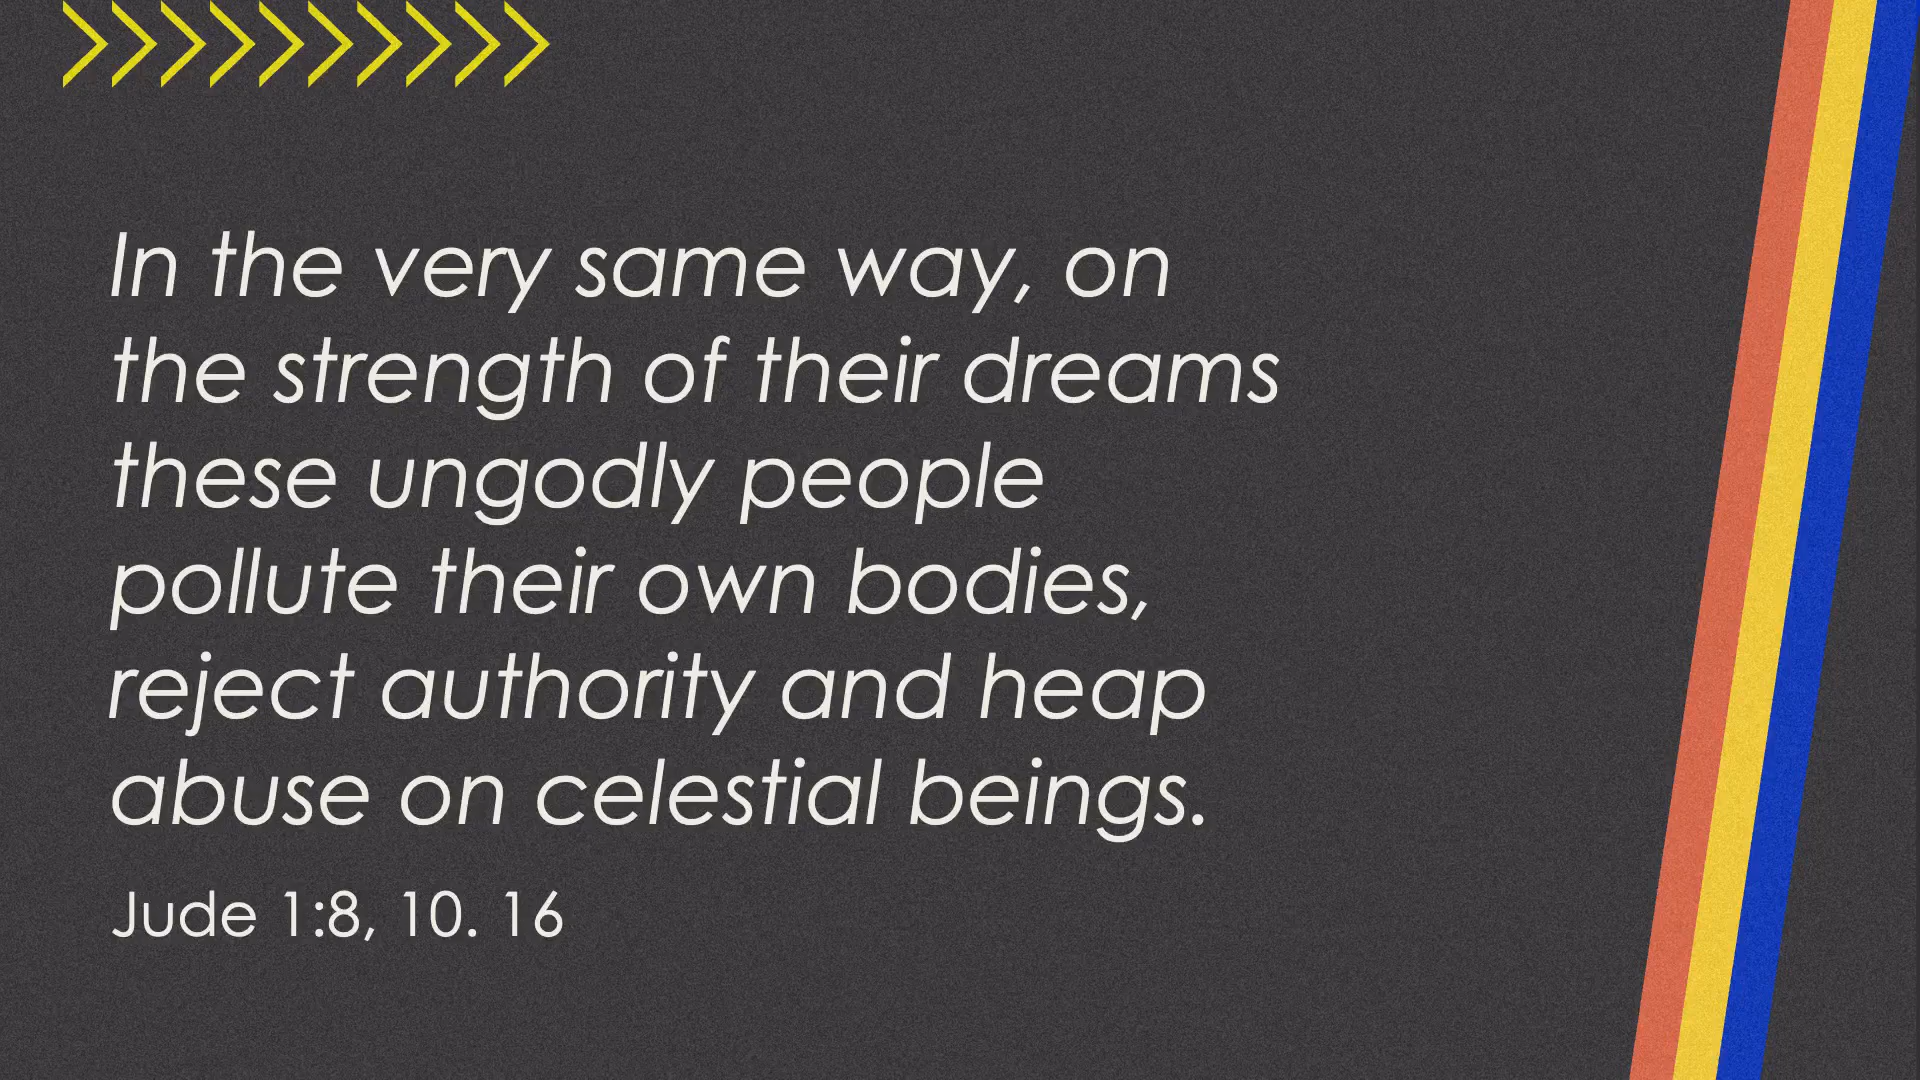 In the very same way, on
the strength of their dreams
these ungodly people
pollute their own bodies,
reject authority and heap
abuse on celestial beings.
Jude 1:8, 10. 16